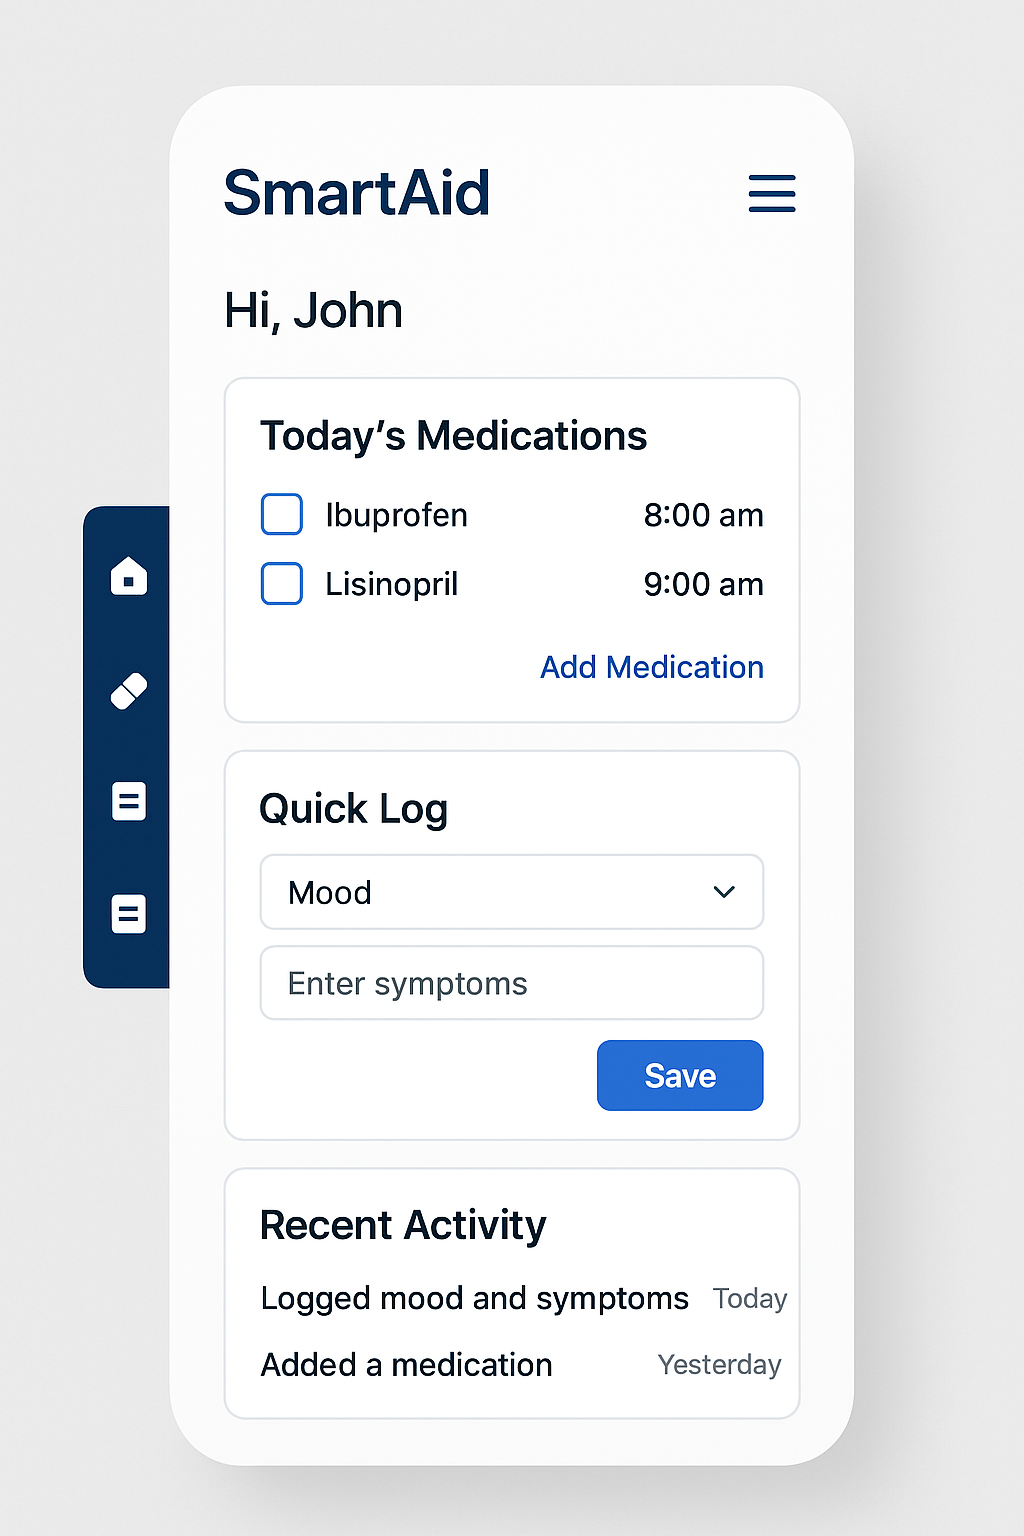 SmartAid
Hi, John
Today’s Medications
Ibuprofen 8:00 am
Lisinopril 9:00 am
Add Medication
Quick Log
Mood
Enter symptoms
Save
Recent Activity
Logged mood and symptoms Today
Added a medication Yesterday